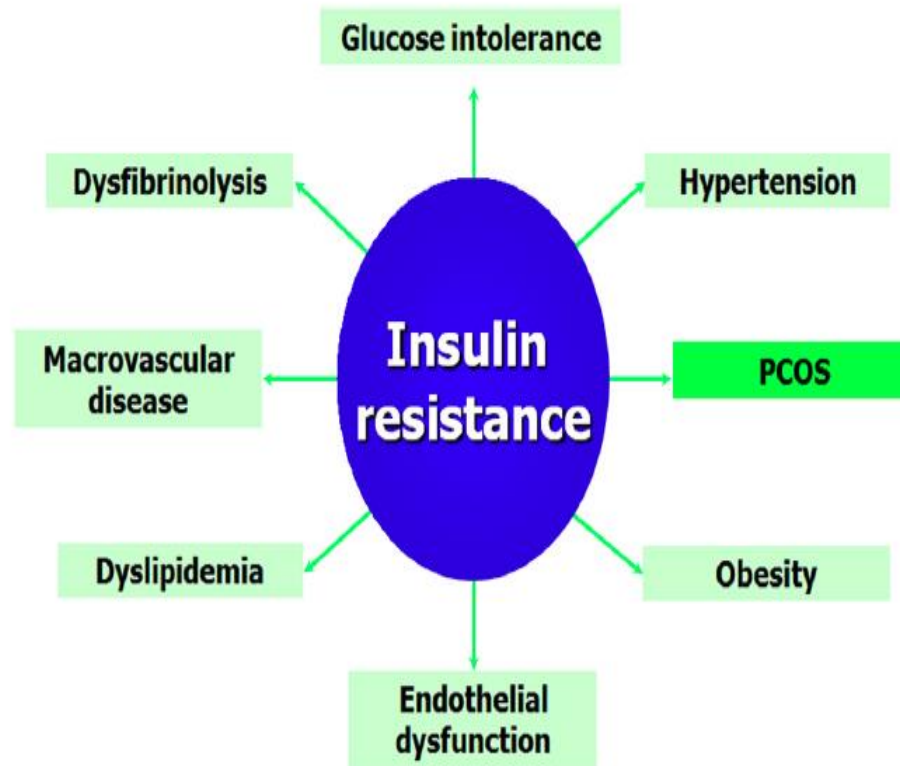 Glucose intolerance
Dysfibrinolysis
Hypertension
Macrovascular
disease
Insulin
resistance
PCOS
Dyslipidemia
Obesity
Endothelial
dysfunction